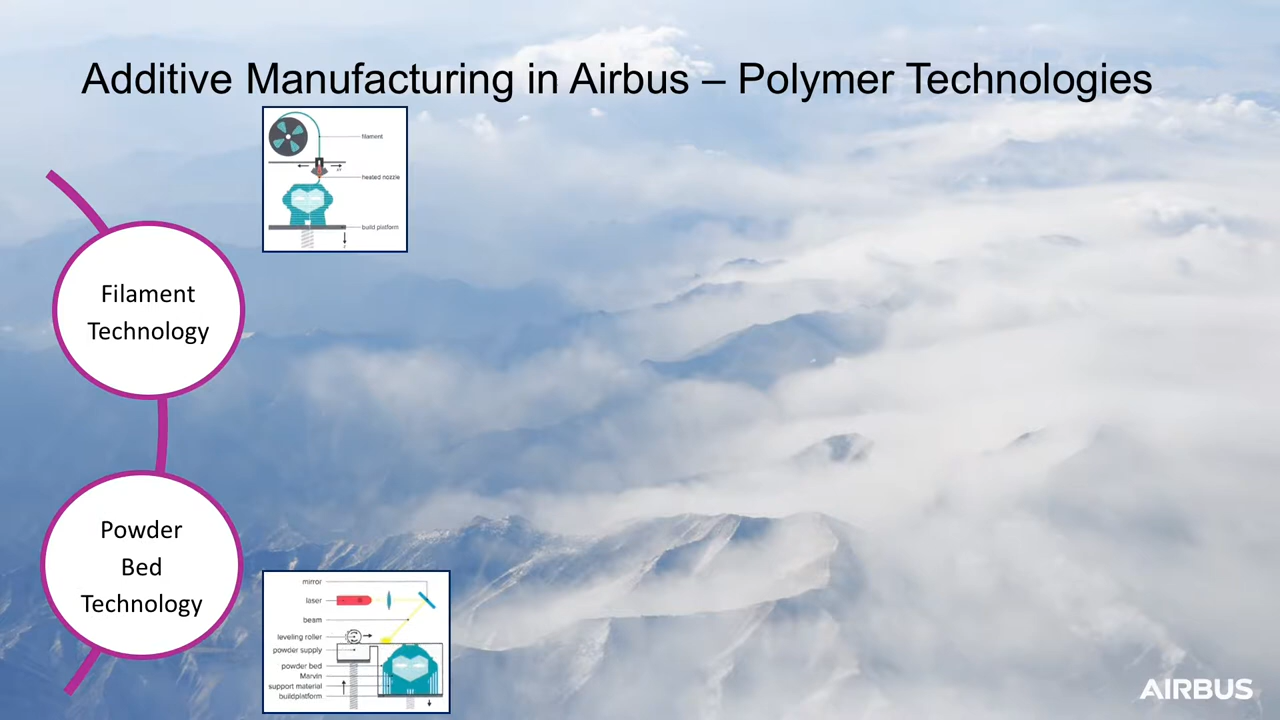 Additive Manufacturing in Airbus – Polymer Technologies
filament
heated nozzle
build platform
Filament
Technology
Powder
Bed
Technology
mirror
laser
beam
leveling roller
powder supply
powder bed
Marvin
support material
buildplatform
AIRBUS